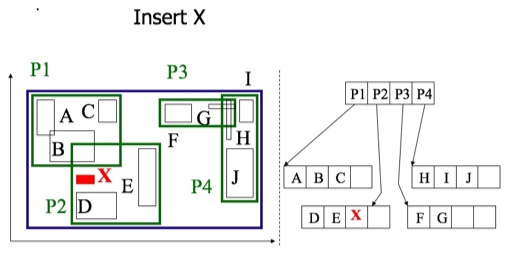 Insert X
P1
P3
I
A C
G
B
F
H
X
E
J
P4
P2
D
P1 P2 P3 P4
A B C
H I J
D E X
F G